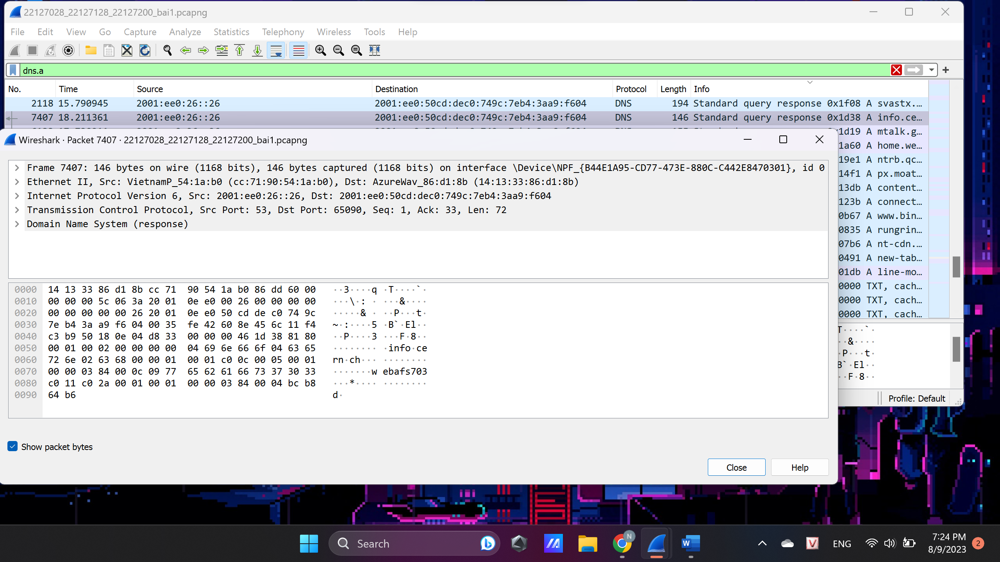 22127028_22127128_22127200_bai1.pcapng
File Edit View Go Capture Analyze Statistics Telephony Wireless Tools Help
dns.a
No. Time Source Destination Protocol Length Info
2118 15.790945 2001:ee0:26::26 2001:ee0:50cd:dec0:749c:7eb4:3aa9:f604 DNS 194 Standard query response 0x1f08 A svastx.…
7407 18.211361 2001:ee0:26::26 2001:ee0:50cd:dec0:749c:7eb4:3aa9:f604 DNS 146 Standard query response 0x1d38 A info.ce…
1d19 A mtalk.g…
1a60 A home.we…
19e1 A ntrb.qc…
14f1 A px.moat…
13db A content…
123b A connect…
0b67 A www.bin…
0835 A rungrin…
07b6 A nt-cdn.…
0491 A new-tab…
01db A line-mo…
0000 TXT, cach…
0000 TXT, cach…
0000 TXT, cach…
Wireshark · Packet 7407 · 22127028_22127128_22127200_bai1.pcapng
Frame 7407: 146 bytes on wire (1168 bits), 146 bytes captured (1168 bits) on interface \Device\NPF_{B44E1A95-CD77-473E-880C-C442E8470301}, id 0
Ethernet II, Src: VietnamP_54:1a:b0 (cc:71:90:54:1a:b0), Dst: AzureWav_86:d1:8b (14:13:33:86:d1:8b)
Internet Protocol Version 6, Src: 2001:ee0:26::26, Dst: 2001:ee0:50cd:dec0:749c:7eb4:3aa9:f604
Transmission Control Protocol, Src Port: 53, Dst Port: 65090, Seq: 1, Ack: 33, Len: 72
Domain Name System (response)
0000 14 13 33 86 d1 8b cc 71 90 54 1a b0 86 dd 60 00 ··3····q ·T····`·
0010 00 00 00 5c 06 3a 20 01 0e e0 00 26 00 00 00 00 ···\·: · ···&····
0020 00 00 00 00 00 26 20 01 0e e0 50 cd de c0 74 9c ·····& · ··P···t·
0030 7e b4 3a a9 f6 04 00 35 fe 42 60 8e 45 6c 11 f4 ~·:····5 ·B`·El··
0040 c3 b9 50 18 0e 04 d8 33 00 00 00 46 1d 38 81 80 ··P····3 ···F·8··
0050 00 01 00 02 00 00 00 00 04 69 6e 66 6f 04 63 65 ········ ·info·ce
0060 72 6e 02 63 68 00 00 01 00 01 c0 0c 00 05 00 01 rn·ch··· ········
0070 00 00 03 84 00 0c 09 77 65 62 61 66 73 37 30 33 ·······w ebafs703
0080 c0 11 c0 2a 00 01 00 01 00 00 03 84 00 04 bc b8 ···*···· ········
0090 64 b6 d·
T····`·
··&····
·P···t·
B`·El··
··F·8··
Profile: Default
Show packet bytes
Close Help
Search
N
W
V
ENG
7:24 PM
8/9/2023
2